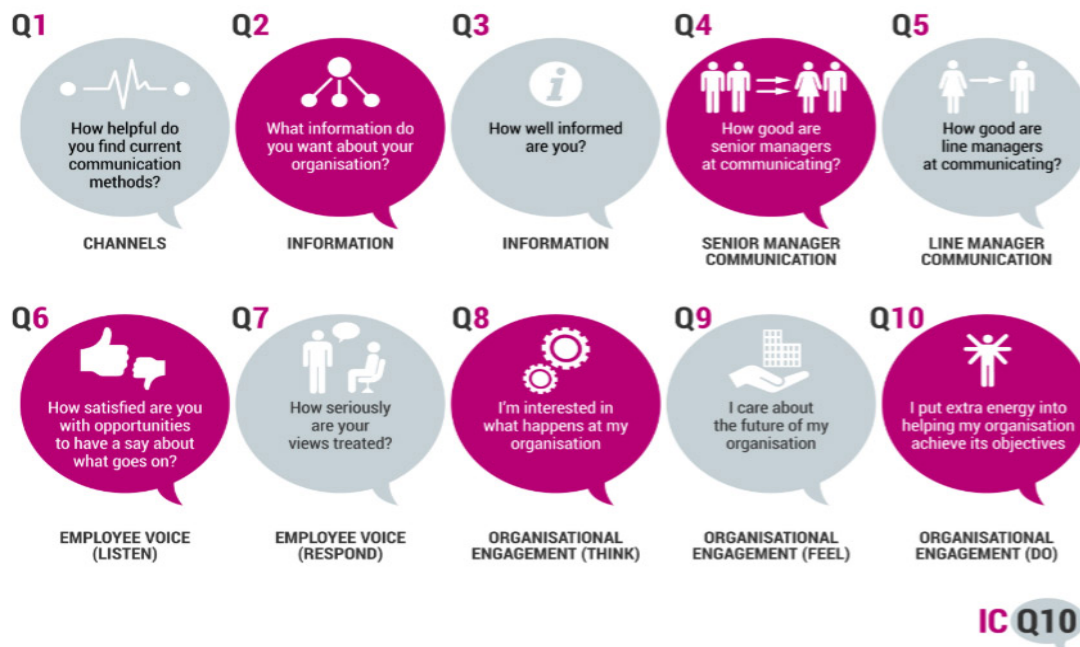 Q1
How helpful do
you find current
communication
methods?
CHANNELS
Q2
What information do
you want about your
organisation?
INFORMATION
Q3
i
How well informed
are you?
INFORMATION
Q4
How good are
senior managers
at communicating?
SENIOR MANAGER
COMMUNICATION
Q5
How good are
line managers
at communicating?
LINE MANAGER
COMMUNICATION
Q6
How satisfied are you
with opportunities
to have a say about
what goes on?
EMPLOYEE VOICE
(LISTEN)
Q7
How seriously
are your
views treated?
EMPLOYEE VOICE
(RESPOND)
Q8
I'm interested in
what happens at my
organisation
ORGANISATIONAL
ENGAGEMENT (THINK)
Q9
I care about
the future of my
organisation
ORGANISATIONAL
ENGAGEMENT (FEEL)
Q10
I put extra energy into
helping my organisation
achieve its objectives
ORGANISATIONAL
ENGAGEMENT (DO)
IC Q10